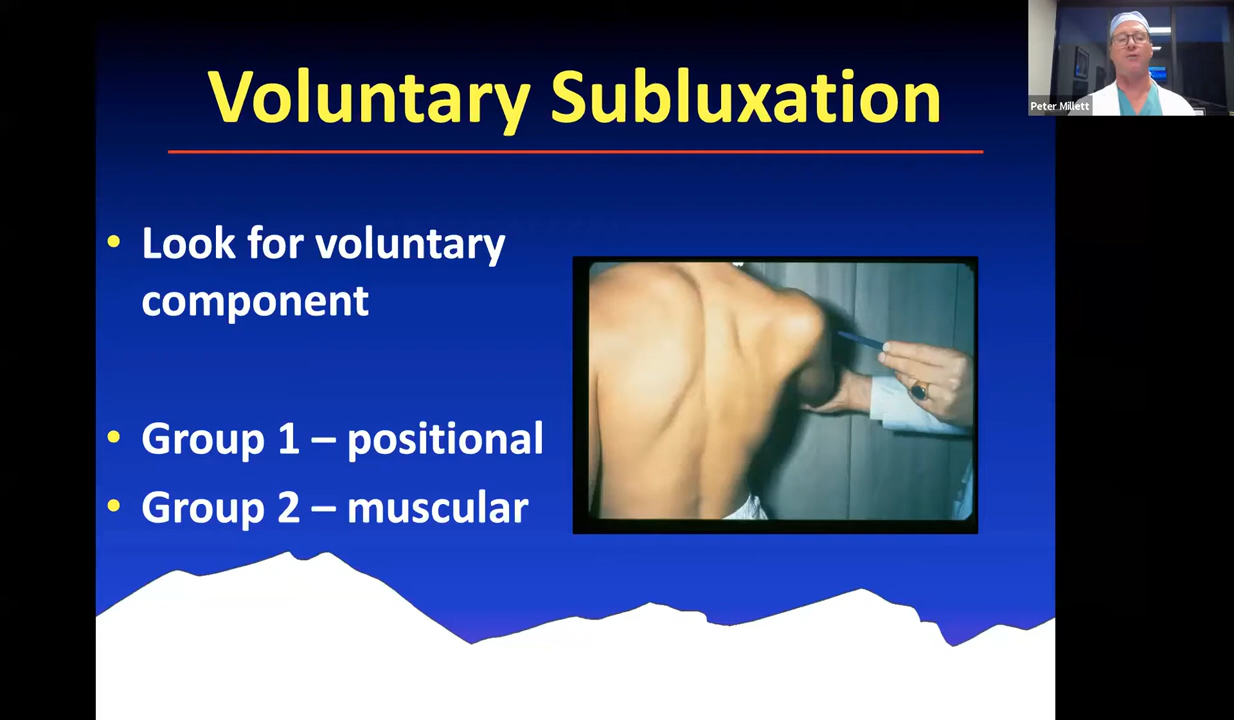 Voluntary Subluxation
Peter Millett
• Look for voluntary
component
• Group 1 – positional
• Group 2 – muscular